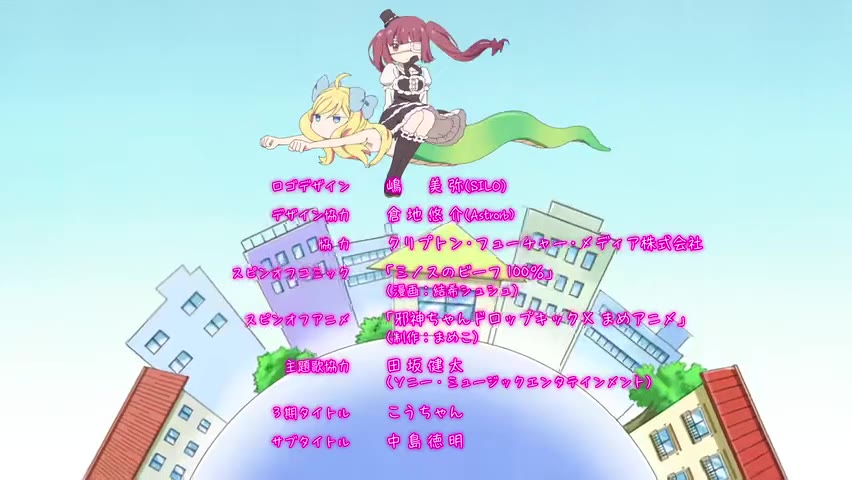 ロゴデザイン 嶋 美弥(SILO)
デザイン協力 倉地悠介(Astrorb)
協力 クリプトン・フューチャー・メディア株式会社
スピンオフコミック 「ミノスのビーフ100%」
(漫画：結希シュシュ)
スピンオフアニメ 「邪神ちゃんドロップキックX まめアニメ」
(制作：まめこ)
主題歌協力 田坂健太
(ソニー・ミュージックエンタテインメント)
3期タイトル こうちゃん
サブタイトル 中島徳明